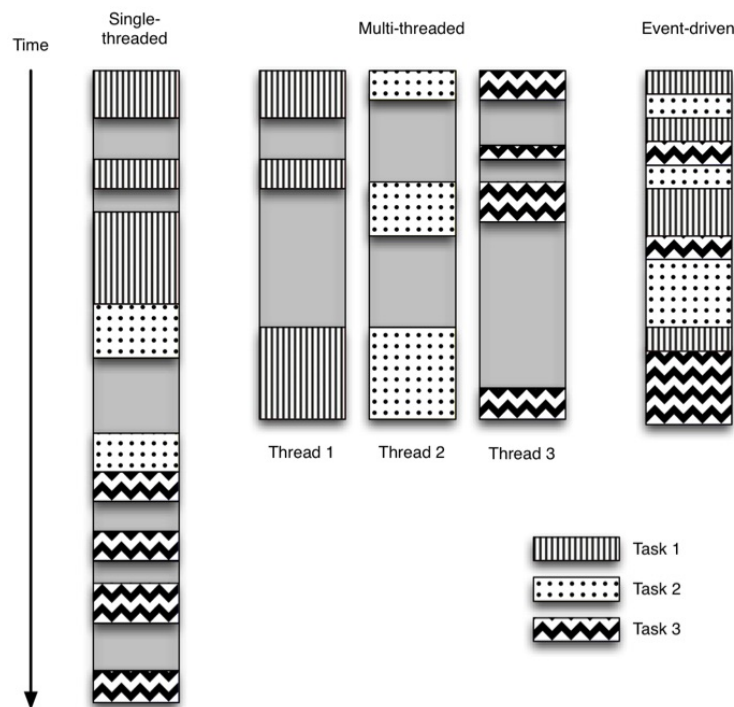 Single-
threaded
Multi-threaded
Event-driven
Time
Thread 1
Thread 2
Thread 3
Task 1
Task 2
Task 3